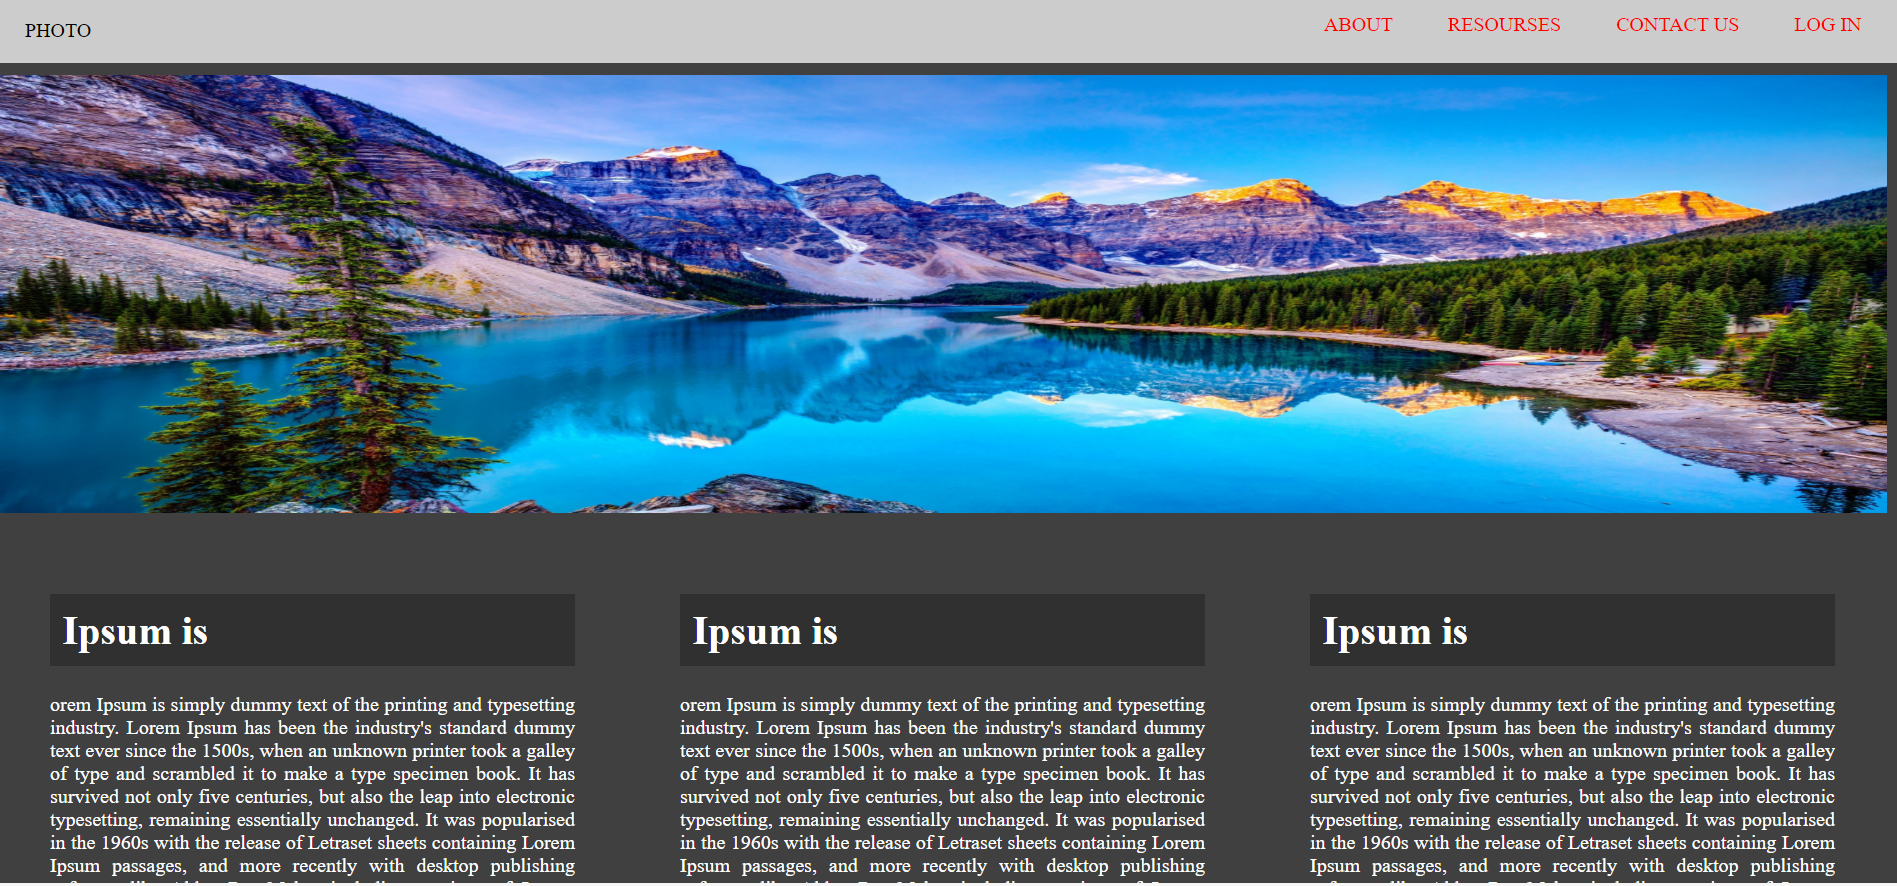 PHOTO
ABOUT RESOURSES CONTACT US LOG IN
Ipsum is
orem Ipsum is simply dummy text of the printing and typesetting
industry. Lorem Ipsum has been the industry's standard dummy
text ever since the 1500s, when an unknown printer took a galley
of type and scrambled it to make a type specimen book. It has
survived not only five centuries, but also the leap into electronic
typesetting, remaining essentially unchanged. It was popularised
in the 1960s with the release of Letraset sheets containing Lorem
Ipsum passages, and more recently with desktop publishing
Ipsum is
orem Ipsum is simply dummy text of the printing and typesetting
industry. Lorem Ipsum has been the industry's standard dummy
text ever since the 1500s, when an unknown printer took a galley
of type and scrambled it to make a type specimen book. It has
survived not only five centuries, but also the leap into electronic
typesetting, remaining essentially unchanged. It was popularised
in the 1960s with the release of Letraset sheets containing Lorem
Ipsum passages, and more recently with desktop publishing
Ipsum is
orem Ipsum is simply dummy text of the printing and typesetting
industry. Lorem Ipsum has been the industry's standard dummy
text ever since the 1500s, when an unknown printer took a galley
of type and scrambled it to make a type specimen book. It has
survived not only five centuries, but also the leap into electronic
typesetting, remaining essentially unchanged. It was popularised
in the 1960s with the release of Letraset sheets containing Lorem
Ipsum passages, and more recently with desktop publishing